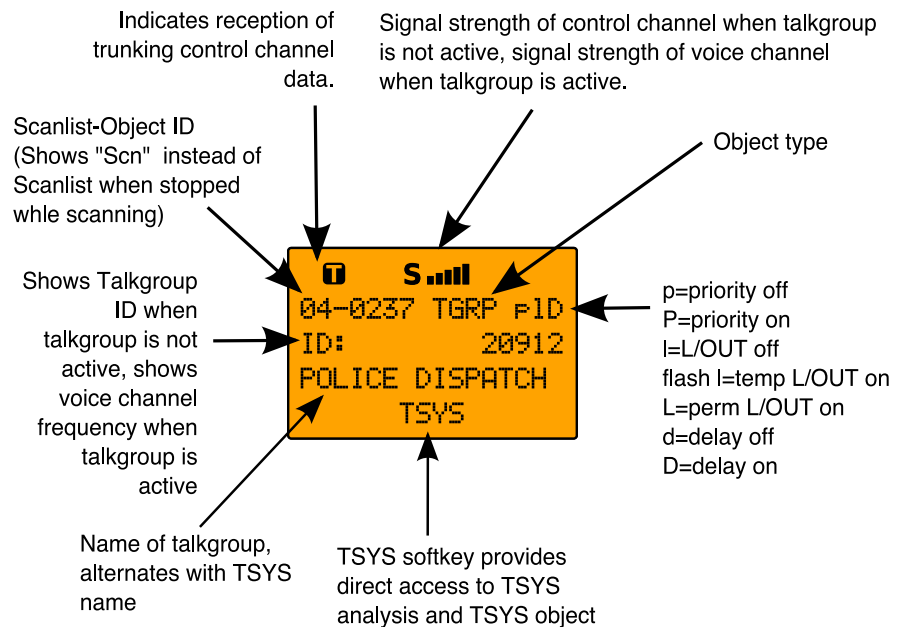 Indicates reception of
trunking control channel
data.
Signal strength of control channel when talkgroup
is not active, signal strength of voice channel
when talkgroup is active.
Scanlist-Object ID
(Shows "Scn"  instead of
Scanlist when stopped
whle scanning)
Object type
Shows Talkgroup
ID when
talkgroup is not
active, shows
voice channel
frequency when
talkgroup is
active
T S
04-0237 TGRP plD
ID: 20912
POLICE DISPATCH
TSYS
p=priority off
P=priority on
l=L/OUT off
flash l=temp L/OUT on
L=perm L/OUT on
d=delay off
D=delay on
Name of talkgroup,
alternates with TSYS
name
TSYS softkey provides
direct access to TSYS
analysis and TSYS object